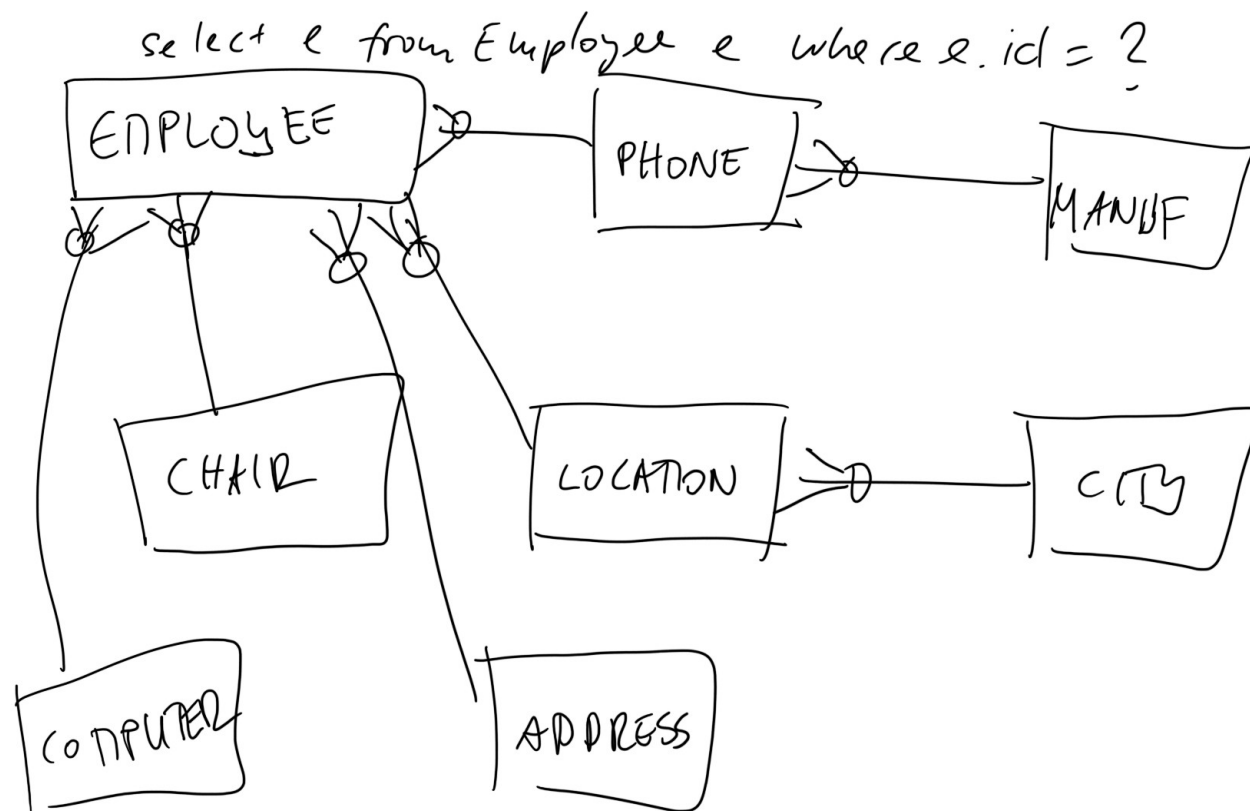 select e from Employee e where e.id = ?
EMPLOYEE
PHONE
MANUF
CHAIR
LOCATION
CITY
COMPUTER
ADDRESS